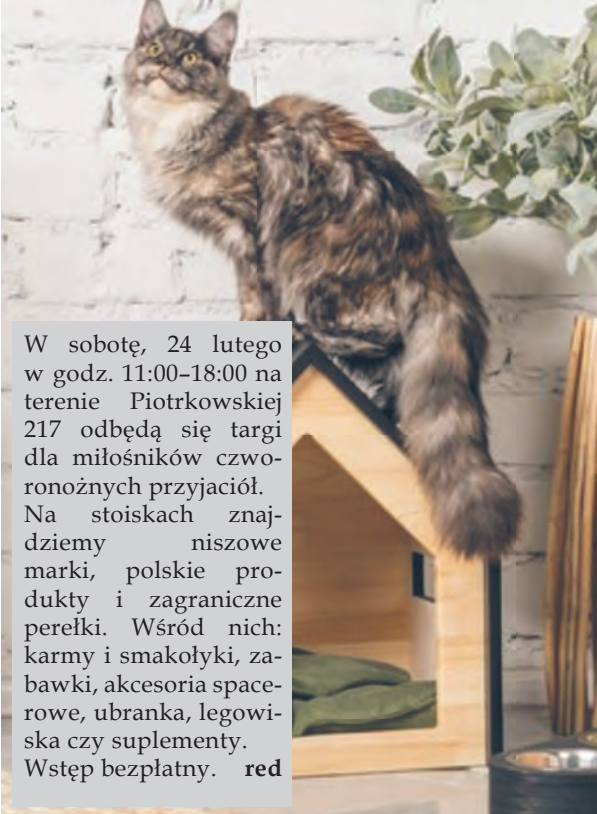 W sobotę, 24 lutego
w godz. 11:00–18:00 na
terenie Piotrkowskiej
217 odbędą się targi
dla miłośników czwo-
ronożnych przyjaciół.
Na stoiskach znaj-
dziemy niszowe
marki, polskie pro-
dukty i zagraniczne
perełki. Wśród nich:
karmy i smakołyki, za-
bawki, akcesoria space-
rowe, ubranka, legowi-
ska czy suplementy.
Wstęp bezpłatny. red